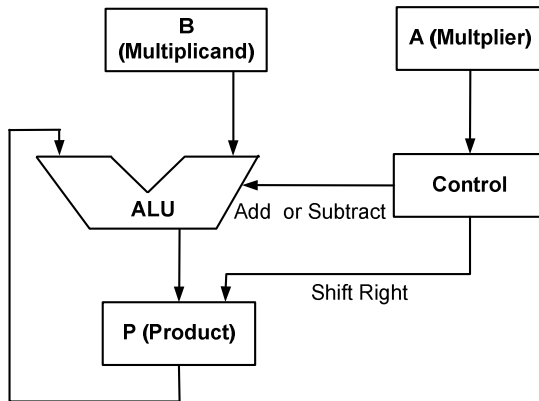 B
(Multiplicand)
A (Multplier)
ALU
Control
Add or Subtract
Shift Right
P (Product)